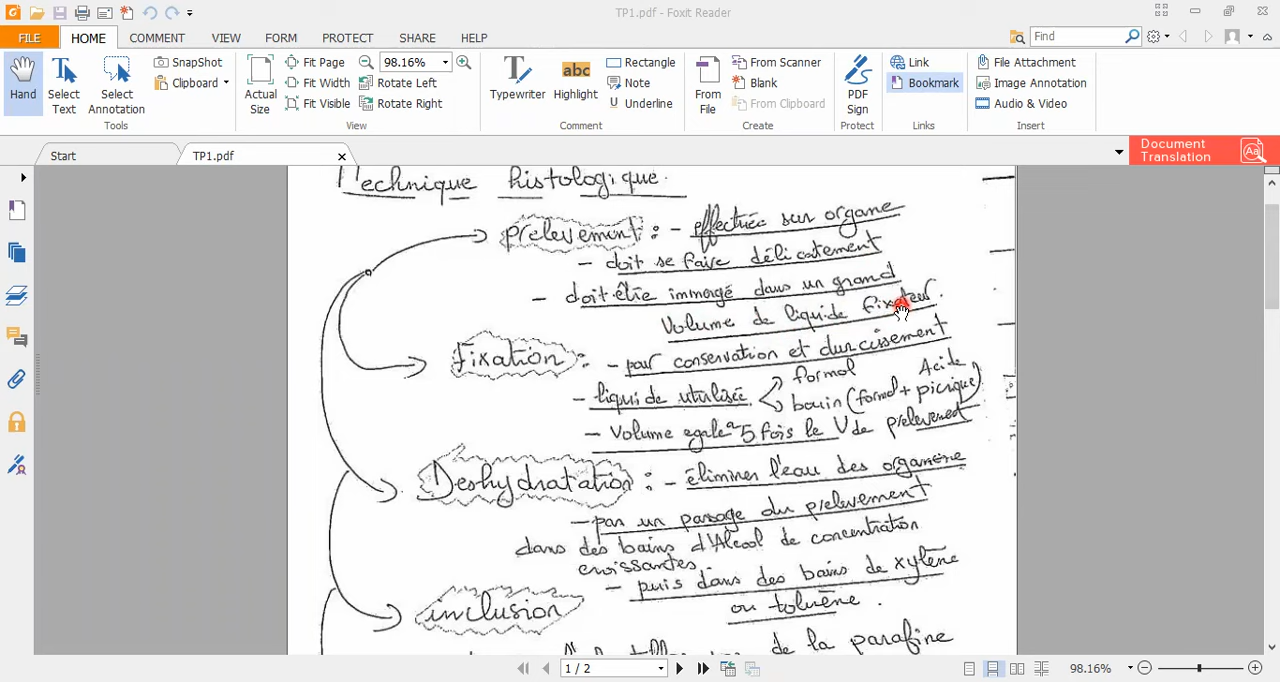 TP1.pdf - Foxit Reader
FILE HOME COMMENT VIEW FORM PROTECT SHARE HELP
Find
Hand
Select Text
Select Annotation
SnapShot
Clipboard
Tools
Actual Size
Fit Page
Fit Width
Fit Visible
98.16%
Rotate Left
Rotate Right
View
Typewriter
Highlight
Rectangle
Note
Underline
Comment
From File
From Scanner
Blank
From Clipboard
Create
PDF Sign
Protect
Link
Bookmark
Links
File Attachment
Image Annotation
Audio & Video
Insert
Start
TP1.pdf
Document Translation
Technique histologique.
prelevement : - effectuée sur organe
- doit se faire délicatement
- doit être immergé dans un grand
Volume de liquide fixateur.
fixation : - pour conservation et durcissement
- liquide utulisée formol
bouin (formol + Acide picrique)
- Volume egale à 5 fois le V de prelevement
Deshydratation : - éliminer l'eau des
- par un passage du prelevement
dans des bains d'Alcol de concentration
croissantes.
- puis dans des bains de xylène
ou toluène.
inclusion
de la parafine
1 / 2
98.16%